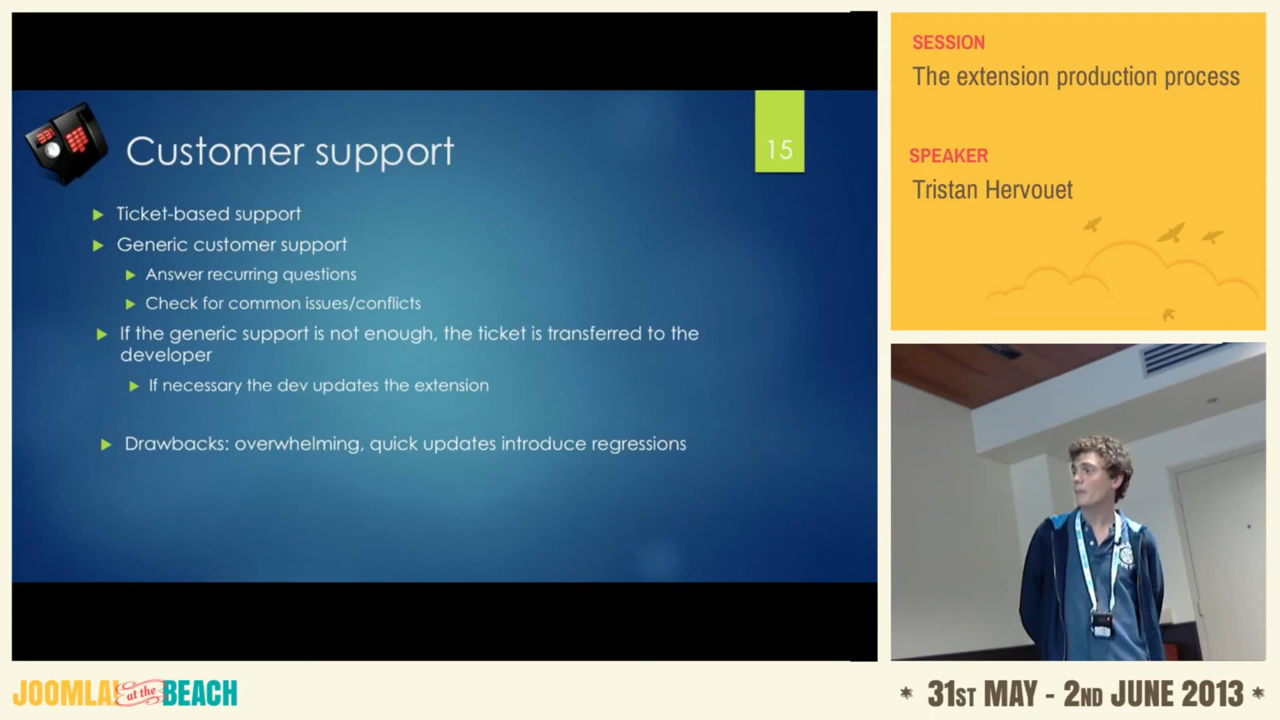 Customer support
15
Ticket-based support
Generic customer support
Answer recurring questions
Check for common issues/conflicts
If the generic support is not enough, the ticket is transferred to the
developer
If necessary the dev updates the extension
Drawbacks: overwhelming, quick updates introduce regressions
SESSION
The extension production process
SPEAKER
Tristan Hervouet
JOOMLA! at the BEACH
* 31ST MAY - 2ND JUNE 2013 *